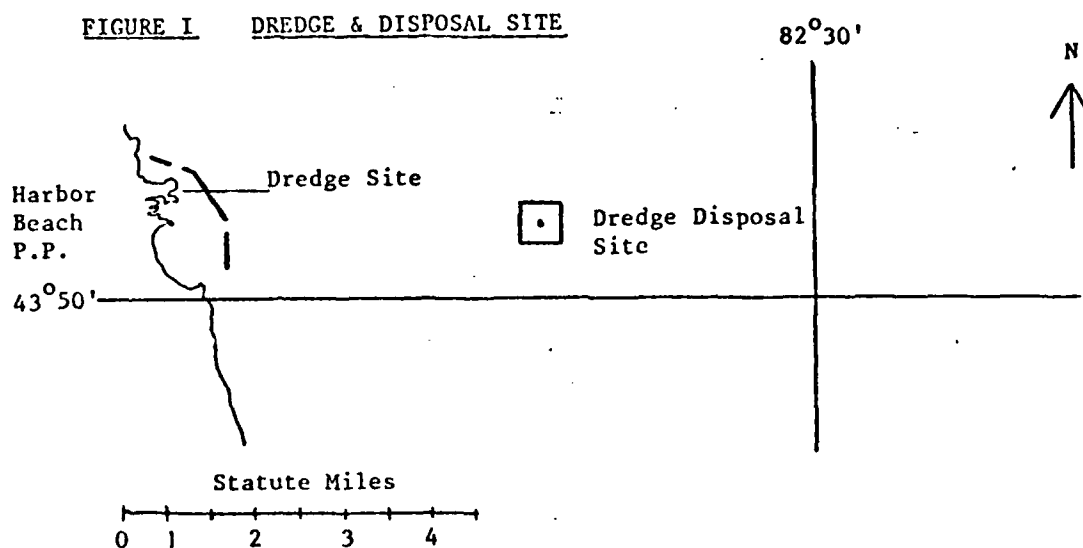 FIGURE I DREDGE & DISPOSAL SITE
82°30'
N
Dredge Site
Harbor
Beach
P.P.
Dredge Disposal
Site
43°50'
Statute Miles
0 1 2 3 4